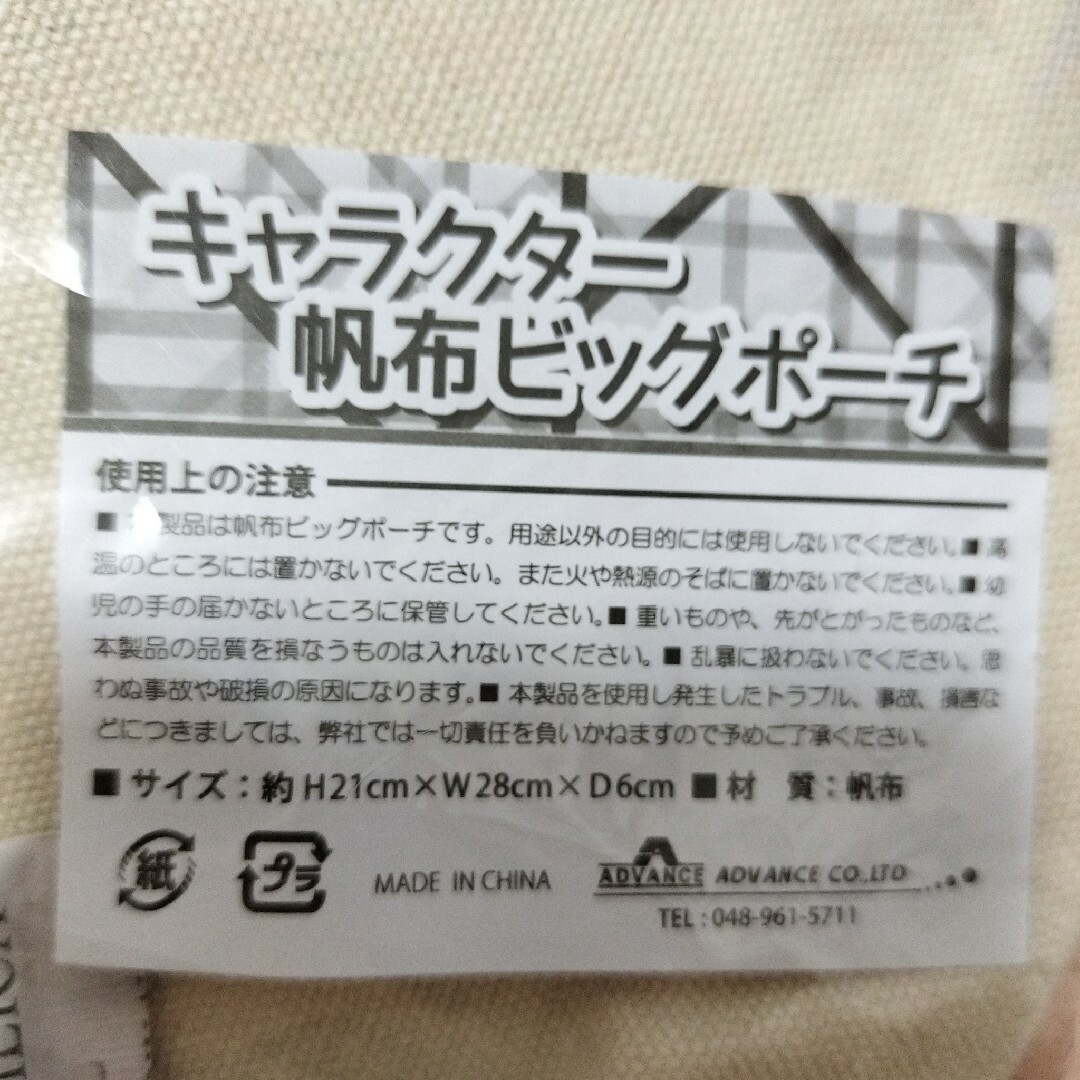 キャラクター
帆布ビッグポーチ
使用上の注意
■ 製品は帆布ビッグポーチです。用途以外の目的には使用しないでください。■ 高
温のところには置かないでください。また火や熱源のそばに置かないでください。■ 幼
児の手の届かないところに保管してください。■ 重いものや、先がとがったものなど、
本製品の品質を損なうものは入れないでください。■ 乱暴に扱わないでください。思
わぬ事故や破損の原因になります。■ 本製品を使用し発生したトラブル、事故、損害な
どにつきましては、弊社では一切責任を負いかねますので予めご了承ください。
■ サイズ：約 H21cm×W28cm×D6cm ■材　質：帆布
紙 プラ MADE IN CHINA ADVANCE ADVANCE CO.,LTD
TEL : 048-961-5711